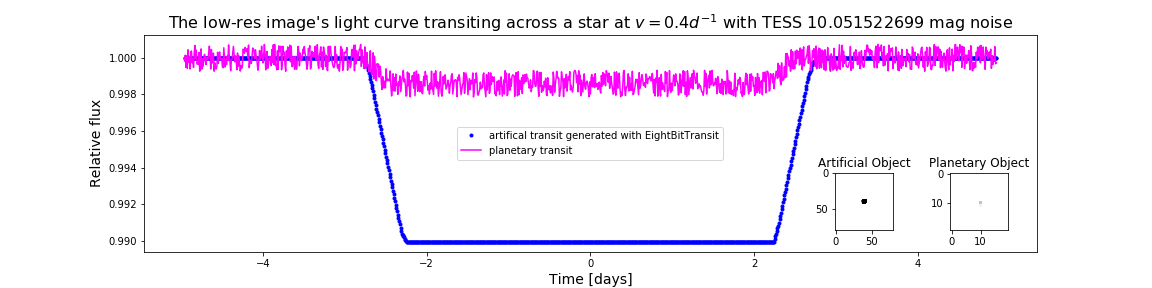 The low-res image's light curve transiting across a star at v = 0.4d⁻¹ with TESS 10.051522699 mag noise
1.000
0.998
0.996
0.994
0.992
0.990
Relative flux
artifical transit generated with EightBitTransit
planetary transit
Artificial Object
0
50
0 50
Planetary Object
0
10
0 10
−4 −2 0 2 4
Time [days]